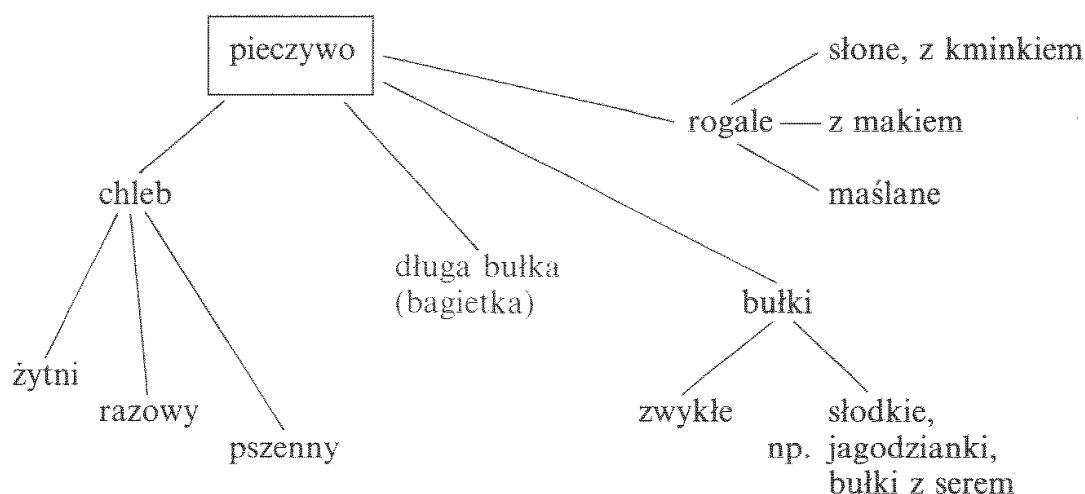 pieczywo
słone, z kminkiem
rogale
z makiem
maślane
chleb
długa bułka
(bagietka)
bułki
żytni
razowy
pszenny
zwykłe
słodkie,
np. jagodzianki,
bułki z serem